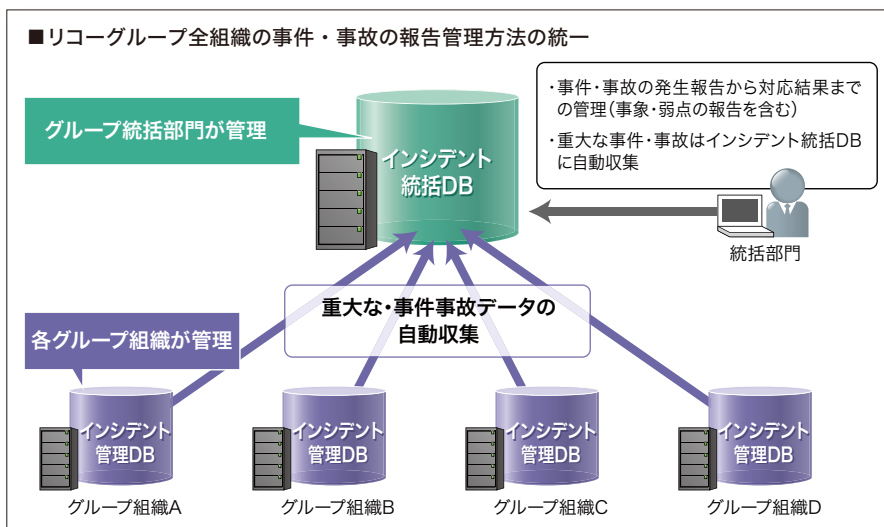 ■リコーグループ全組織の事件・事故の報告管理方法の統一
・事件・事故の発生報告から対応結果まで
の管理(事象・弱点の報告を含む)
・重大な事件・事故はインシデント統括DB
に自動収集
グループ統括部門が管理
インシデント
統括DB
統括部門
重大な・事件事故データの
自動収集
各グループ組織が管理
インシデント
管理DB
グループ組織A
インシデント
管理DB
グループ組織B
インシデント
管理DB
グループ組織C
インシデント
管理DB
グループ組織D